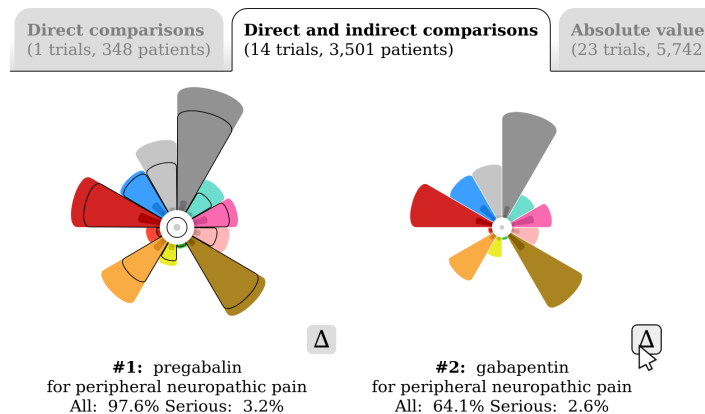 Direct comparisons
(1 trials, 348 patients)
Direct and indirect comparisons
(14 trials, 3,501 patients)
Absolute value
(23 trials, 5,742
Δ
Δ
#1: pregabalin
for peripheral neuropathic pain
All: 97.6% Serious: 3.2%
#2: gabapentin
for peripheral neuropathic pain
All: 64.1% Serious: 2.6%